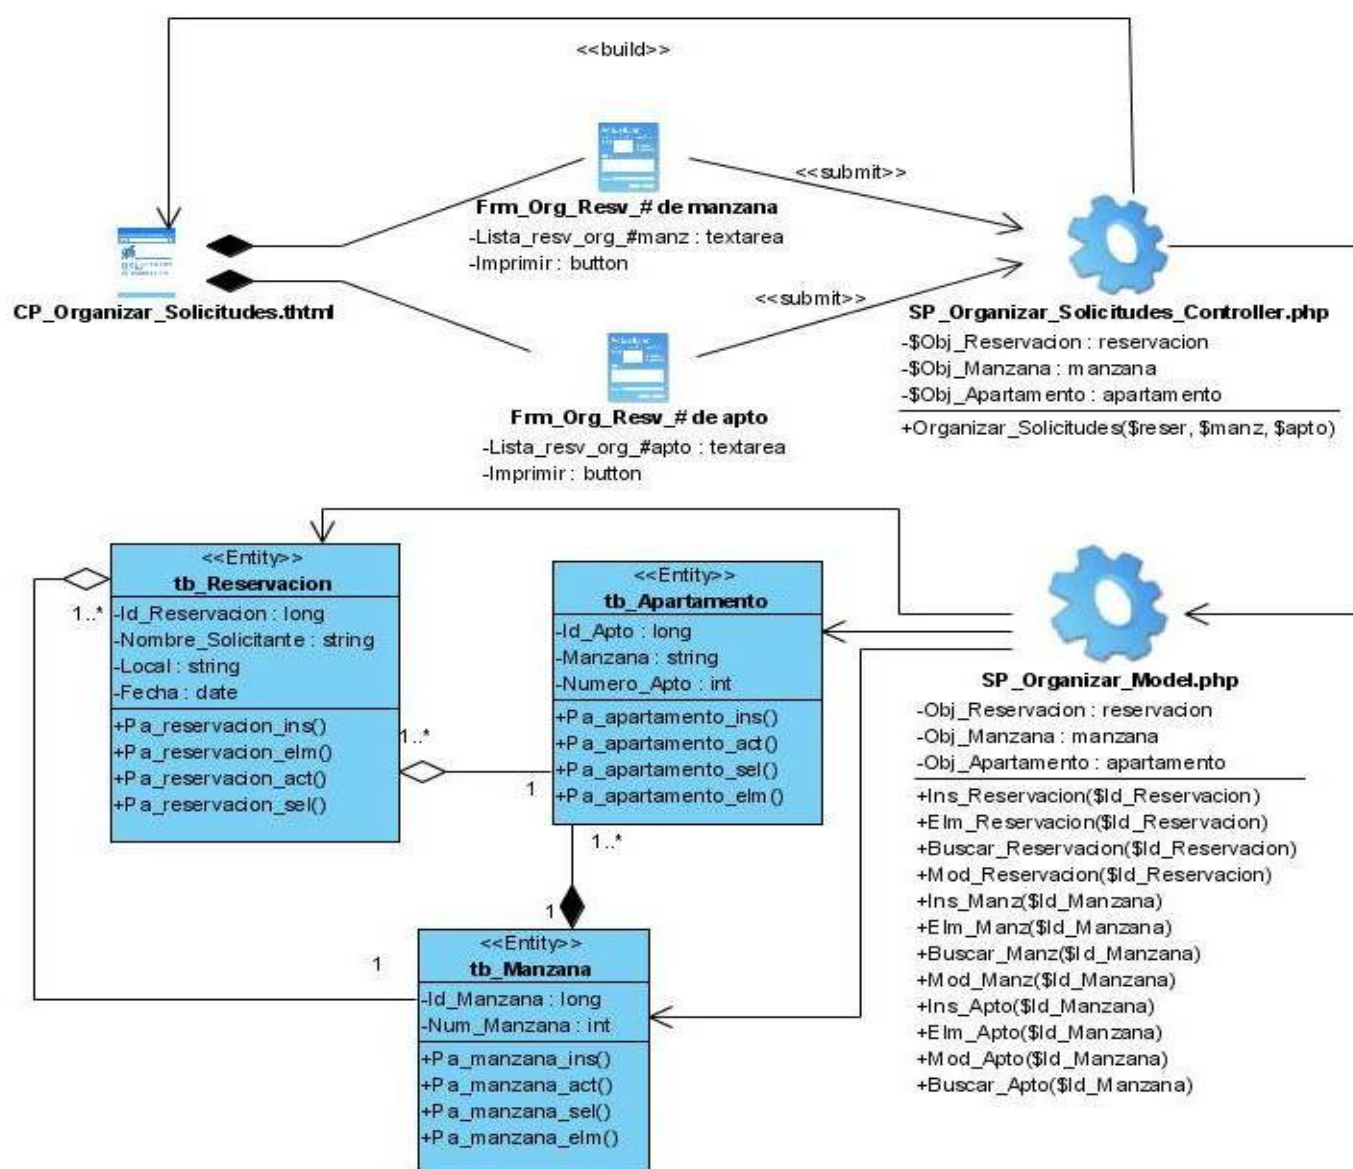 <<build>>
<<submit>>
Frm_Org_Resv_# de manzana
-Lista_resv_org_#manz : textarea
-Imprimir : button
<<submit>>
CP_Organizar_Solicitudes.thtml
SP_Organizar_Solicitudes_Controller.php
-$Obj_Reservacion : reservacion
-$Obj_Manzana : manzana
-$Obj_Apartamento : apartamento
+Organizar_Solicitudes($reser, $manz, $apto)
Frm_Org_Resv_# de apto
-Lista_resv_org_#apto : textarea
-Imprimir : button
<<Entity>>
tb_Reservacion
1..*
-Id_Reservacion : long
-Nombre_Solicitante : string
-Local : string
-Fecha : date
+Pa_reservacion_ins()
+Pa_reservacion_elm()
+Pa_reservacion_act()
+Pa_reservacion_sel()
1..*
1
<<Entity>>
tb_Apartamento
-Id_Apto : long
-Manzana : string
-Numero_Apto : int
+Pa_apartamento_ins()
+Pa_apartamento_act()
+Pa_apartamento_sel()
+Pa_apartamento_elm()
1..*
1
1
<<Entity>>
tb_Manzana
-Id_Manzana : long
-Num_Manzana : int
+Pa_manzana_ins()
+Pa_manzana_act()
+Pa_manzana_sel()
+Pa_manzana_elm()
SP_Organizar_Model.php
-Obj_Reservacion : reservacion
-Obj_Manzana : manzana
-Obj_Apartamento : apartamento
+Ins_Reservacion($Id_Reservacion)
+Elm_Reservacion($Id_Reservacion)
+Buscar_Reservacion($Id_Reservacion)
+Mod_Reservacion($Id_Reservacion)
+Ins_Manz($Id_Manzana)
+Elm_Manz($Id_Manzana)
+Buscar_Manz($Id_Manzana)
+Mod_Manz($Id_Manzana)
+Ins_Apto($Id_Manzana)
+Elm_Apto($Id_Manzana)
+Mod_Apto($Id_Manzana)
+Buscar_Apto($Id_Manzana)